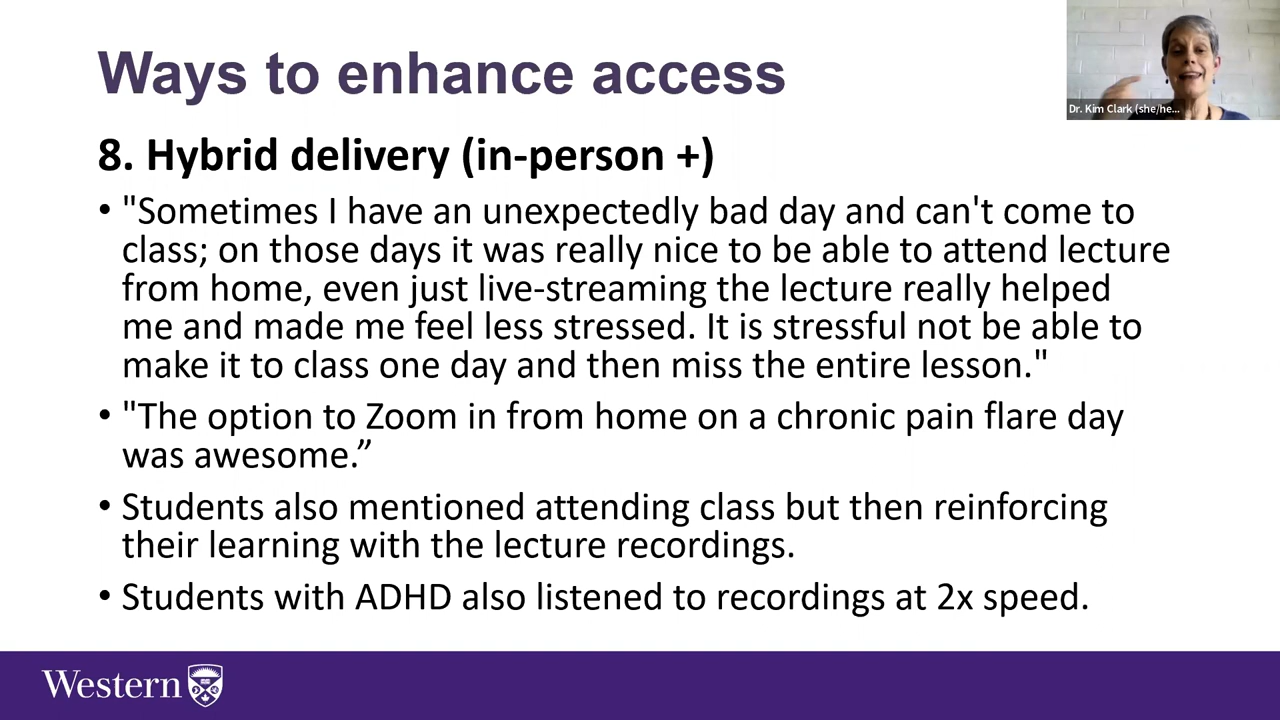 Ways to enhance access
Dr. Kim Clark (she/he...
8. Hybrid delivery (in-person +)
• "Sometimes I have an unexpectedly bad day and can't come to
class; on those days it was really nice to be able to attend lecture
from home, even just live-streaming the lecture really helped
me and made me feel less stressed. It is stressful not be able to
make it to class one day and then miss the entire lesson."
• "The option to Zoom in from home on a chronic pain flare day
was awesome.”
• Students also mentioned attending class but then reinforcing
their learning with the lecture recordings.
• Students with ADHD also listened to recordings at 2x speed.
Western